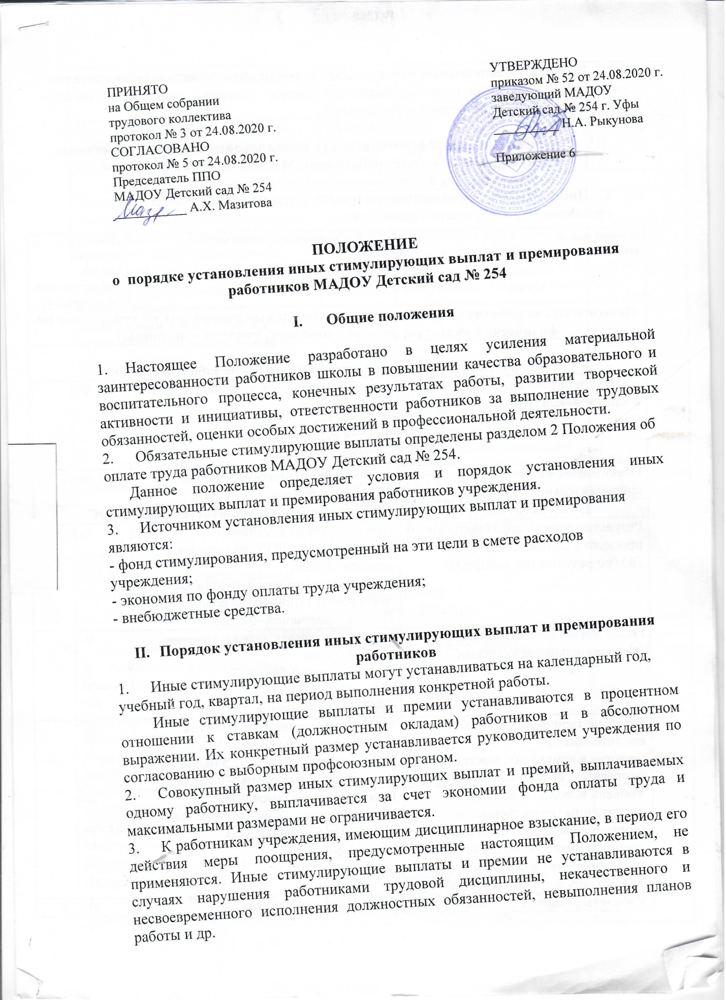 ПРИНЯТО
на Общем собрании
трудового коллектива
протокол № 3 от 24.08.2020 г.
СОГЛАСОВАНО
протокол № 5 от 24.08.2020 г.
Председатель ППО
МАДОУ Детский сад № 254
А.Х. Мазитова
УТВЕРЖДЕНО
приказом № 52 от 24.08.2020 г.
заведующий МАДОУ
Детский сад № 254 г. Уфы
Н.А. Рыкунова
Приложение 6
ПОЛОЖЕНИЕ
о порядке установления иных стимулирующих выплат и премирования
работников МАДОУ Детский сад № 254
I. Общие положения
1. Настоящее Положение разработано в целях усиления материальной
заинтересованности работников школы в повышении качества образовательного и
воспитательного процесса, конечных результатах работы, развитии творческой
активности и инициативы, ответственности работников за выполнение трудовых
обязанностей, оценки особых достижений в профессиональной деятельности.
2. Обязательные стимулирующие выплаты определены разделом 2 Положения об
оплате труда работников МАДОУ Детский сад № 254.
Данное положение определяет условия и порядок установления иных
стимулирующих выплат и премирования работников учреждения.
3. Источником установления иных стимулирующих выплат и премирования
являются:
- фонд стимулирования, предусмотренный на эти цели в смете расходов
учреждения;
- экономия по фонду оплаты труда учреждения;
- внебюджетные средства.
II. Порядок установления иных стимулирующих выплат и премирования
работников
1. Иные стимулирующие выплаты могут устанавливаться на календарный год,
учебный год, квартал, на период выполнения конкретной работы.
Иные стимулирующие выплаты и премии устанавливаются в процентном
отношении к ставкам (должностным окладам) работников и в абсолютном
выражении. Их конкретный размер устанавливается руководителем учреждения по
согласованию с выборным профсоюзным органом.
2. Совокупный размер иных стимулирующих выплат и премий, выплачиваемых
одному работнику, выплачивается за счет экономии фонда оплаты труда и
максимальными размерами не ограничивается.
3. К работникам учреждения, имеющим дисциплинарное взыскание, в период его
действия меры поощрения, предусмотренные настоящим Положением, не
применяются. Иные стимулирующие выплаты и премии не устанавливаются в
случаях нарушения работниками трудовой дисциплины, некачественного и
несвоевременного исполнения должностных обязанностей, невыполнения планов
работы и др.